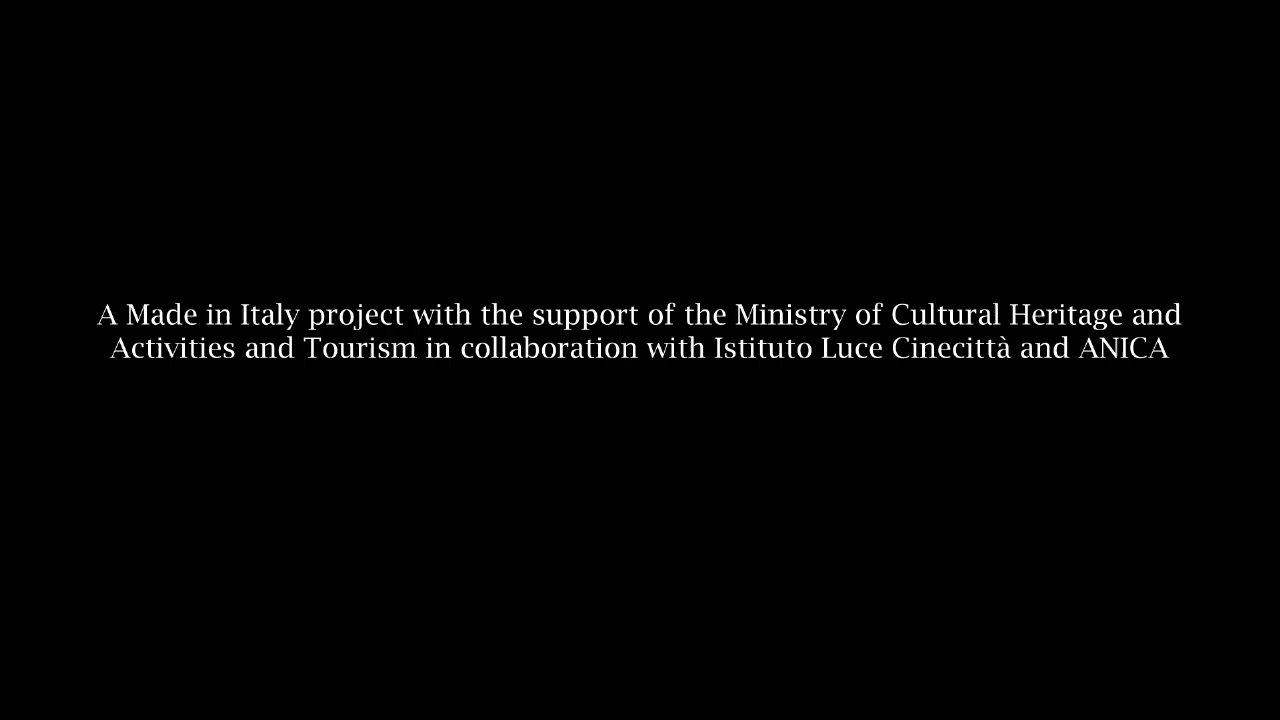 A Made in Italy project with the support of the Ministry of Cultural Heritage and
Activities and Tourism in collaboration with Istituto Luce Cinecittà and ANICA